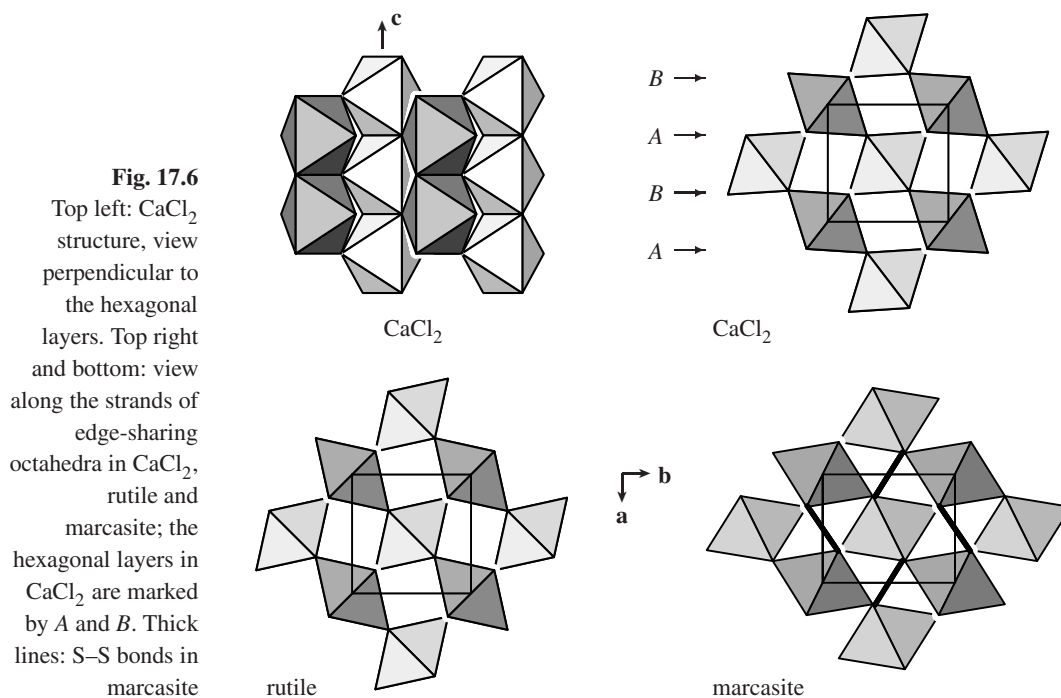 Fig. 17.6
Top left: CaCl₂
structure, view
perpendicular to
the hexagonal
layers. Top right
and bottom: view
along the strands of
edge-sharing
octahedra in CaCl₂,
rutile and
marcasite; the
hexagonal layers in
CaCl₂ are marked
by A and B. Thick
lines: S–S bonds in
marcasite
c
CaCl₂
B
A
B
A
CaCl₂
rutile
b
a
marcasite